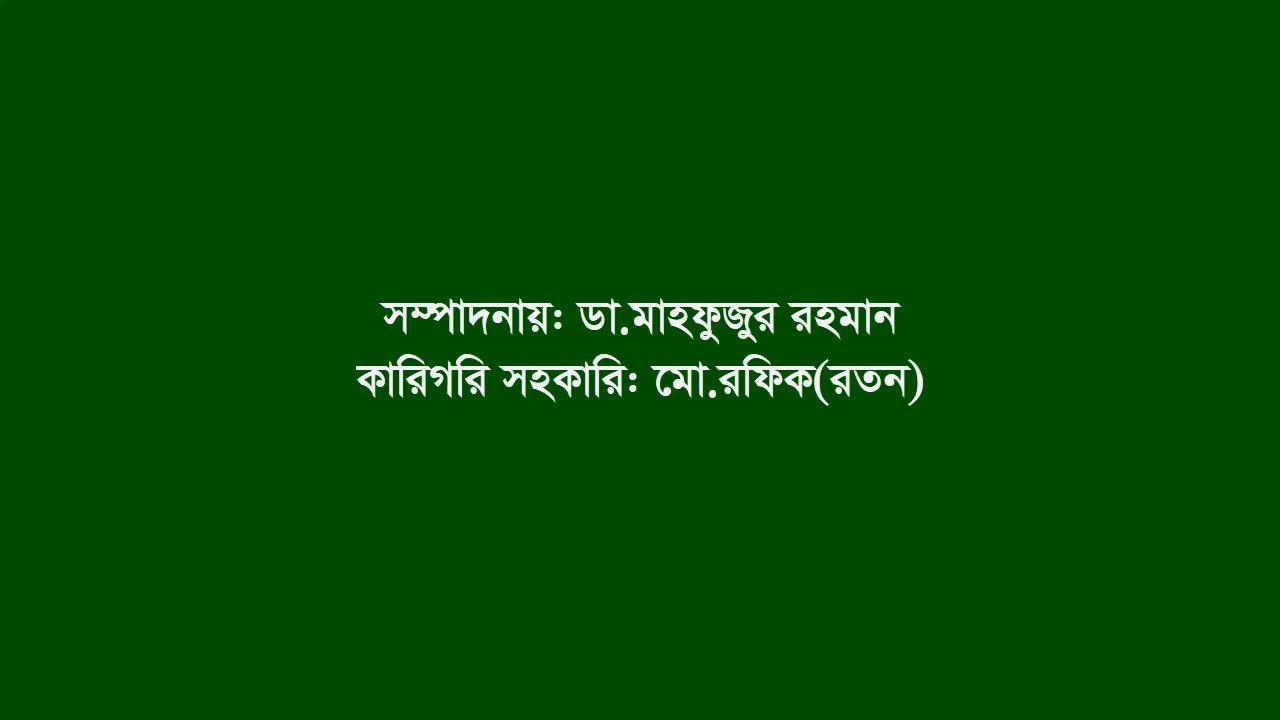 সম্পাদনায়: ডা.মাহফুজুর রহমান
কারিগরি সহকারি: মো.রফিক(রতন)